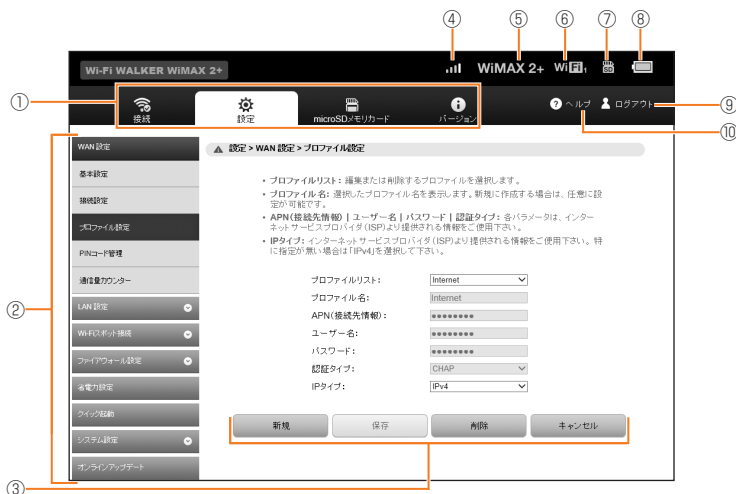 ④ ⑤ ⑥ ⑦ ⑧
Wi-Fi WALKER WiMAX 2+
WiMAX 2+ WiFi 1
①
接続
設定
microSDメモリカード
バージョン
ヘルプ
ログアウト
⑨
⑩
②
WAN 設定
基本設定
接続設定
プロファイル設定
PINコード管理
通信量カウンター
LAN 設定
Wi-Fiスポット接続
ファイアウォール設定
省電力設定
クイック起動
システム設定
オンラインアップデート
設定 > WAN 設定 > プロファイル設定
• プロファイルリスト: 編集または削除するプロファイルを選択します。
• プロファイル名: 選択したプロファイル名を表示します。新規に作成する場合は、任意に設
定が可能です。
• APN(接続先情報) | ユーザー名 | パスワード | 認証タイプ: 各パラメータは、インター
ネットサービスプロバイダ(ISP)より提供される情報をご使用下さい。
• IPタイプ: インターネットサービスプロバイダ(ISP)より提供される情報をご使用下さい。特
に指定が無い場合は「IPv4」を選択して下さい。
プロファイルリスト: Internet
プロファイル名: Internet
APN(接続先情報): ●●●●●●●●
ユーザー名: ●●●●●●●●
パスワード: ●●●●●●●●
認証タイプ: CHAP
IPタイプ: IPv4
新規 保存 削除 キャンセル
③